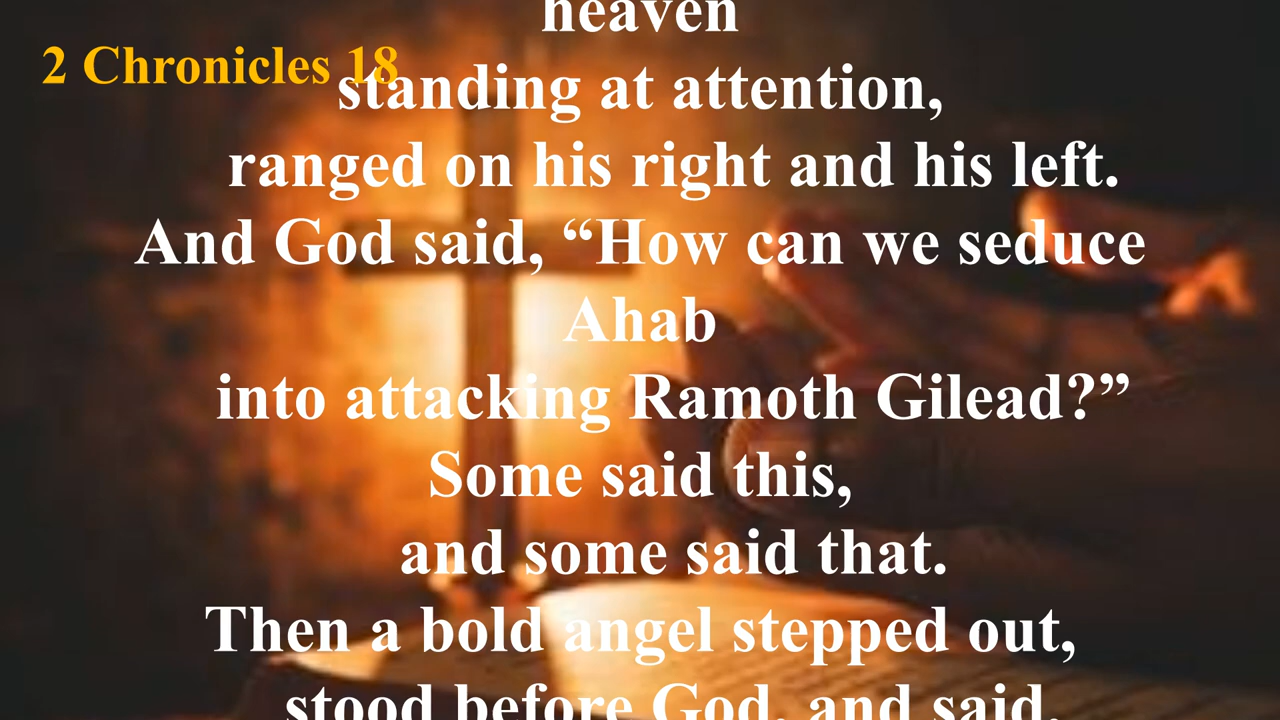 heaven
2 Chronicles 18
standing at attention,
ranged on his right and his left.
And God said, “How can we seduce
Ahab
into attacking Ramoth Gilead?”
Some said this,
and some said that.
Then a bold angel stepped out,
stood before God, and said,